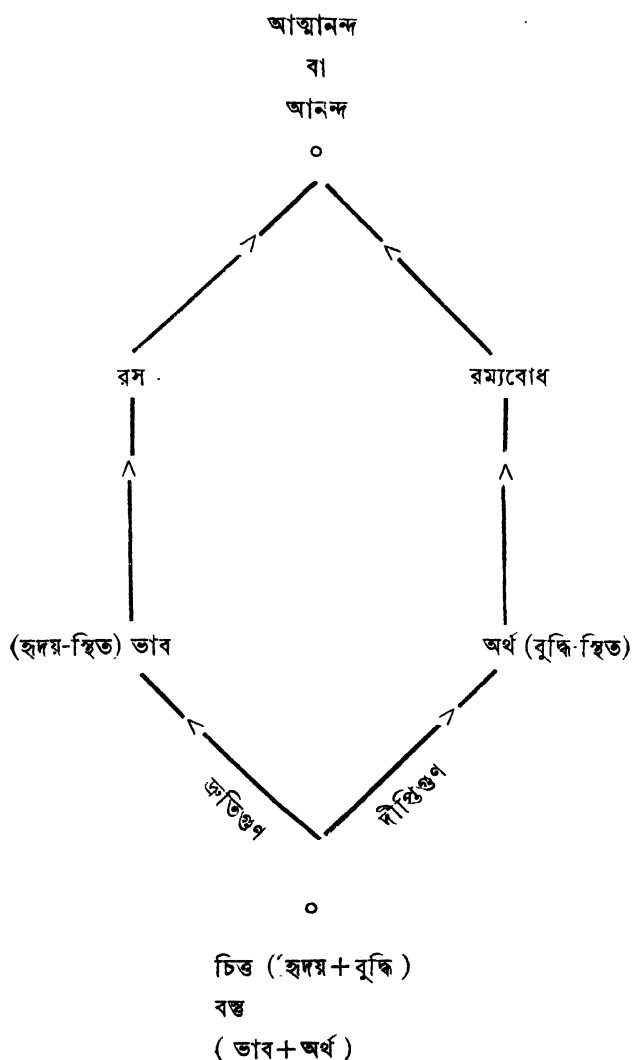 আত্মানন্দ
বা
আনন্দ
রস
রম্যবোধ
(হৃদয়-স্থিত) ভাব
অর্থ (বুদ্ধি-স্থিত)
দ্রুতিগুণ
দীপ্তিগুণ
চিত্ত (হৃদয়+বুদ্ধি)
বস্তু
(ভাব+অর্থ)